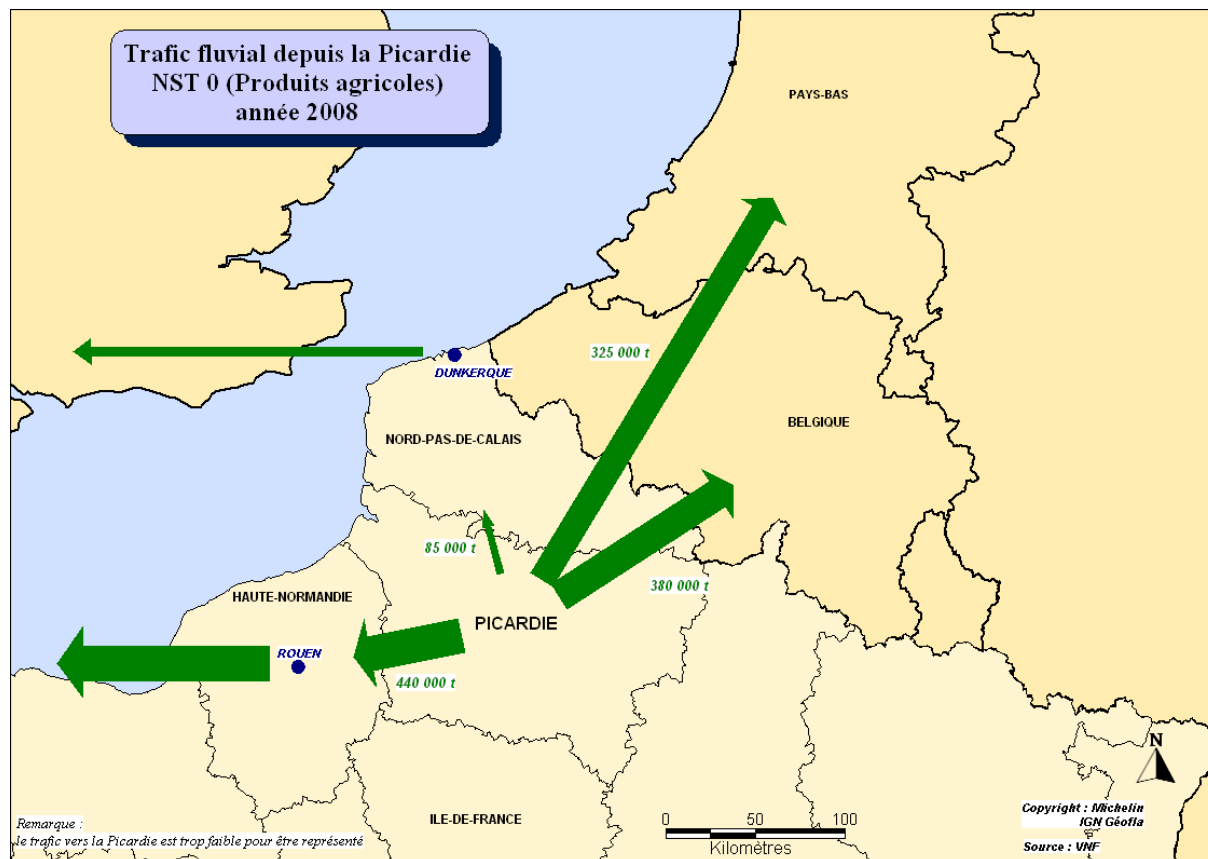 Trafic fluvial depuis la Picardie
NST 0 (Produits agricoles)
année 2008
PAYS-BAS
325 000 t
DUNKERQUE
BELGIQUE
NORD-PAS-DE-CALAIS
85 000 t
380 000 t
HAUTE-NORMANDIE
PICARDIE
ROUEN
440 000 t
N
Remarque :
le trafic vers la Picardie est trop faible pour être représenté
ILE-DE-FRANCE
0 50 100
Kilomètres
Copyright : Michelin
IGN Géofla
Source : VNF